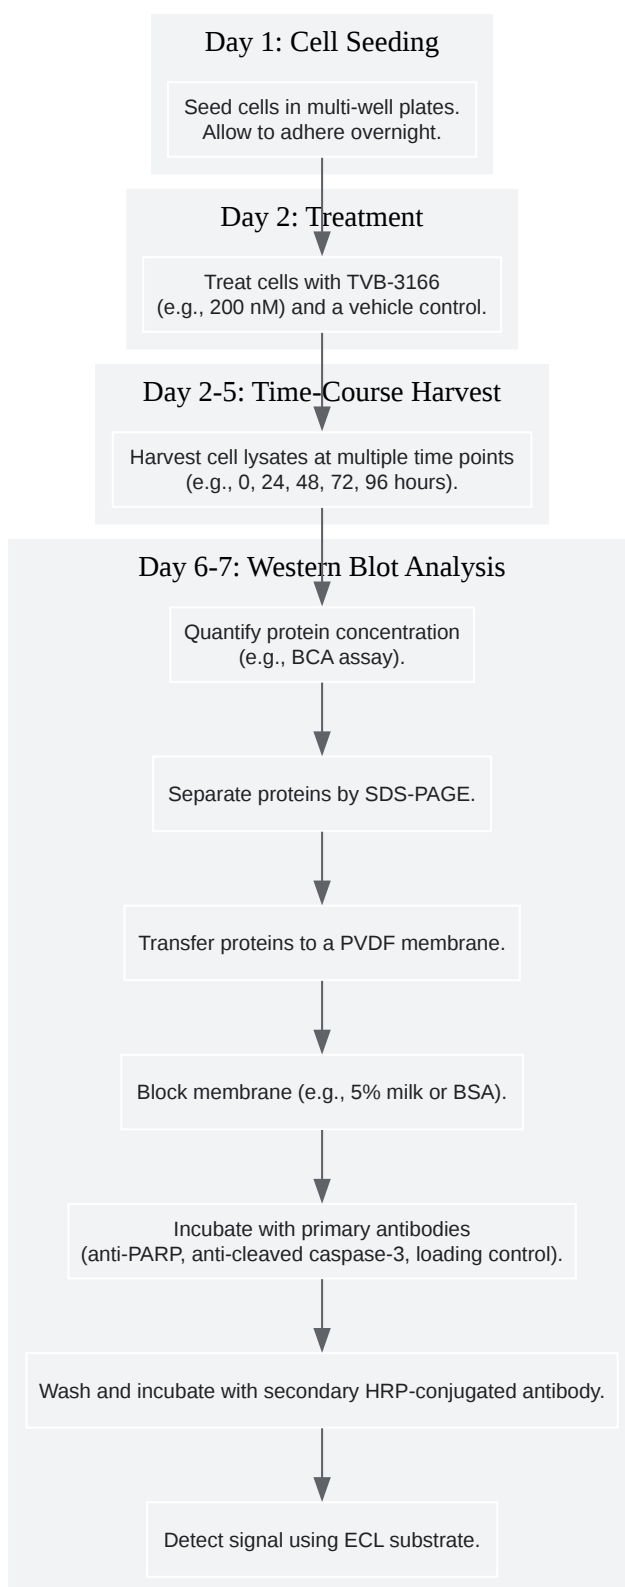 Day 1: Cell Seeding
Seed cells in multi-well plates.
Allow to adhere overnight.
Day 2: Treatment
Treat cells with TVB-3166
(e.g., 200 nM) and a vehicle control.
Day 2-5: Time-Course Harvest
Harvest cell lysates at multiple time points
(e.g., 0, 24, 48, 72, 96 hours).
Day 6-7: Western Blot Analysis
Quantify protein concentration
(e.g., BCA assay).
Separate proteins by SDS-PAGE.
Transfer proteins to a PVDF membrane.
Block membrane (e.g., 5% milk or BSA).
Incubate with primary antibodies
(anti-PARP, anti-cleaved caspase-3, loading control).
Wash and incubate with secondary HRP-conjugated antibody.
Detect signal using ECL substrate.